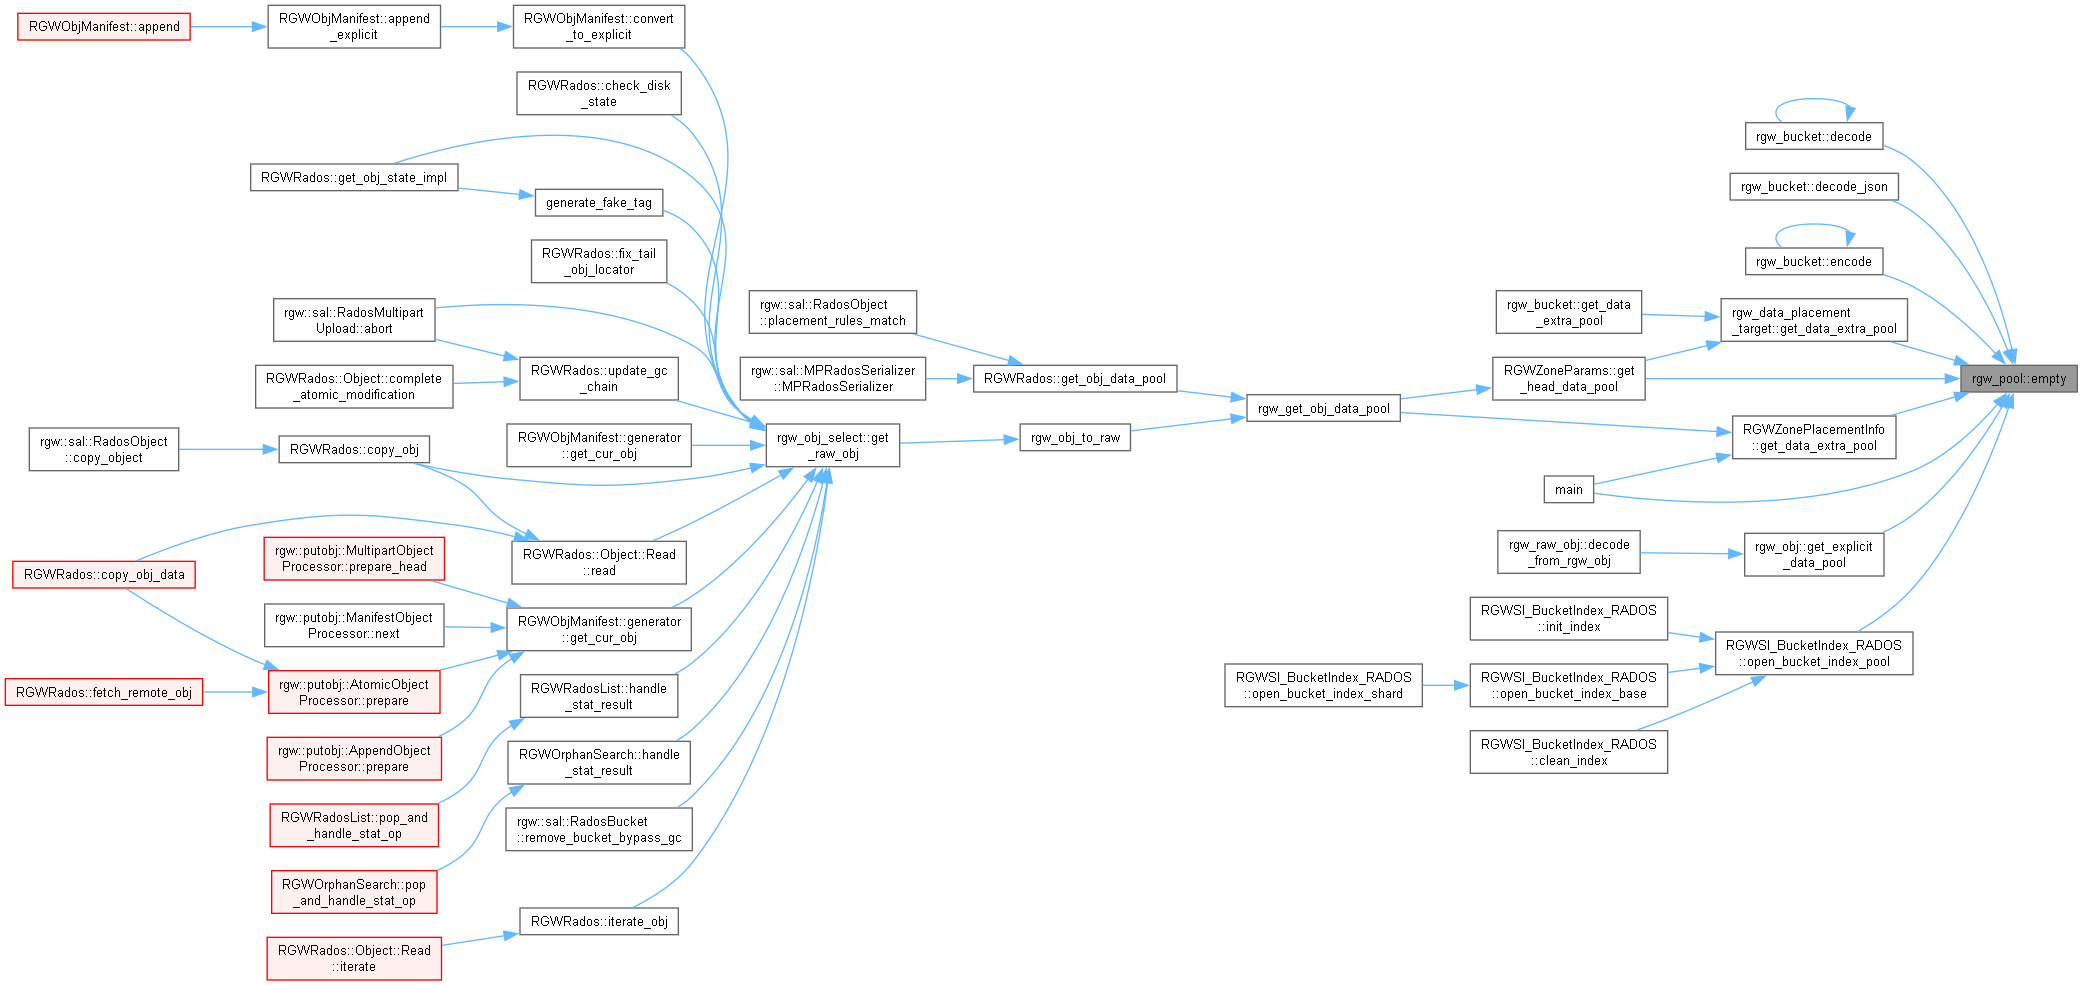 RGWObjManifest::append
RGWObjManifest::append
_explicit
RGWObjManifest::convert
_to_explicit
RGWRados::check_disk
_state
RGWRados::get_obj_state_impl
generate_fake_tag
RGWRados::fix_tail
_obj_locator
rgw::sal::RadosMultipart
Upload::abort
RGWRados::Object::complete
_atomic_modification
RGWRados::update_gc
_chain
rgw::sal::RadosObject
::copy_object
RGWRados::copy_obj
RGWObjManifest::generator
::get_cur_obj
RGWRados::copy_obj_data
rgw::putobj::MultipartObject
Processor::prepare_head
RGWRados::Object::Read
::read
rgw::putobj::ManifestObject
Processor::next
RGWObjManifest::generator
::get_cur_obj
RGWRados::fetch_remote_obj
rgw::putobj::AtomicObject
Processor::prepare
RGWRadosList::handle
_stat_result
rgw::putobj::AppendObject
Processor::prepare
RGWOrphanSearch::handle
_stat_result
RGWRadosList::pop_and
_handle_stat_op
rgw::sal::RadosBucket
::remove_bucket_bypass_gc
RGWOrphanSearch::pop
_and_handle_stat_op
RGWRados::iterate_obj
RGWRados::Object::Read
::iterate
rgw::sal::RadosObject
::placement_rules_match
rgw::sal::MPRadosSerializer
::MPRadosSerializer
rgw_obj_select::get
_raw_obj
RGWRados::get_obj_data_pool
rgw_obj_to_raw
rgw_get_obj_data_pool
rgw_bucket::decode
rgw_bucket::decode_json
rgw_bucket::encode
rgw_bucket::get_data
_extra_pool
rgw_data_placement
_target::get_data_extra_pool
RGWZoneParams::get
_head_data_pool
rgw_pool::empty
RGWZonePlacementInfo
::get_data_extra_pool
main
rgw_raw_obj::decode
_from_rgw_obj
rgw_obj::get_explicit
_data_pool
RGWSI_BucketIndex_RADOS
::init_index
RGWSI_BucketIndex_RADOS
::open_bucket_index_pool
RGWSI_BucketIndex_RADOS
::open_bucket_index_shard
RGWSI_BucketIndex_RADOS
::open_bucket_index_base
RGWSI_BucketIndex_RADOS
::clean_index